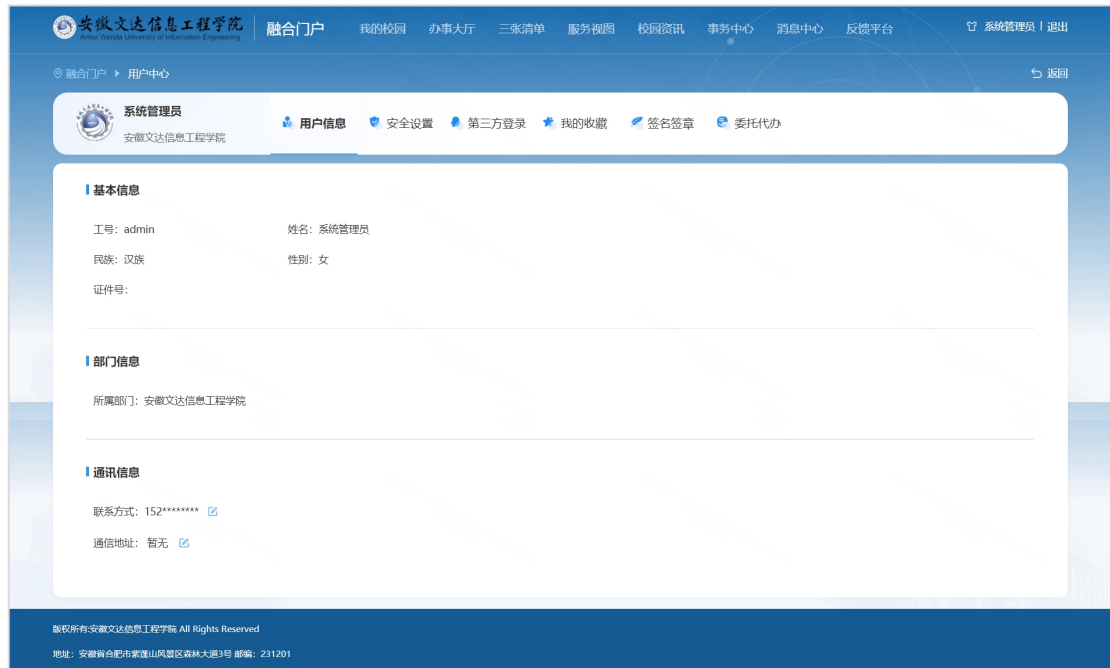 安徽文达信息工程学院 融合门户 我的校园 办事大厅 三张清单 服务视图 校园资讯 事务中心 消息中心 反馈平台 系统管理员 | 退出
Anhui Wenda University of Information Engineering
融合门户 用户中心 返回
系统管理员
安徽文达信息工程学院
用户信息 安全设置 第三方登录 我的收藏 签名签章 委托代办
基本信息
工号：admin 姓名：系统管理员
民族：汉族 性别：女
证件号：
部门信息
所属部门：安徽文达信息工程学院
通讯信息
联系方式：152********
通信地址： 暂无
版权所有:安徽文达信息工程学院 All Rights Reserved
地址：安徽省合肥市紫蓬山风景区森林大道3号 邮编：231201